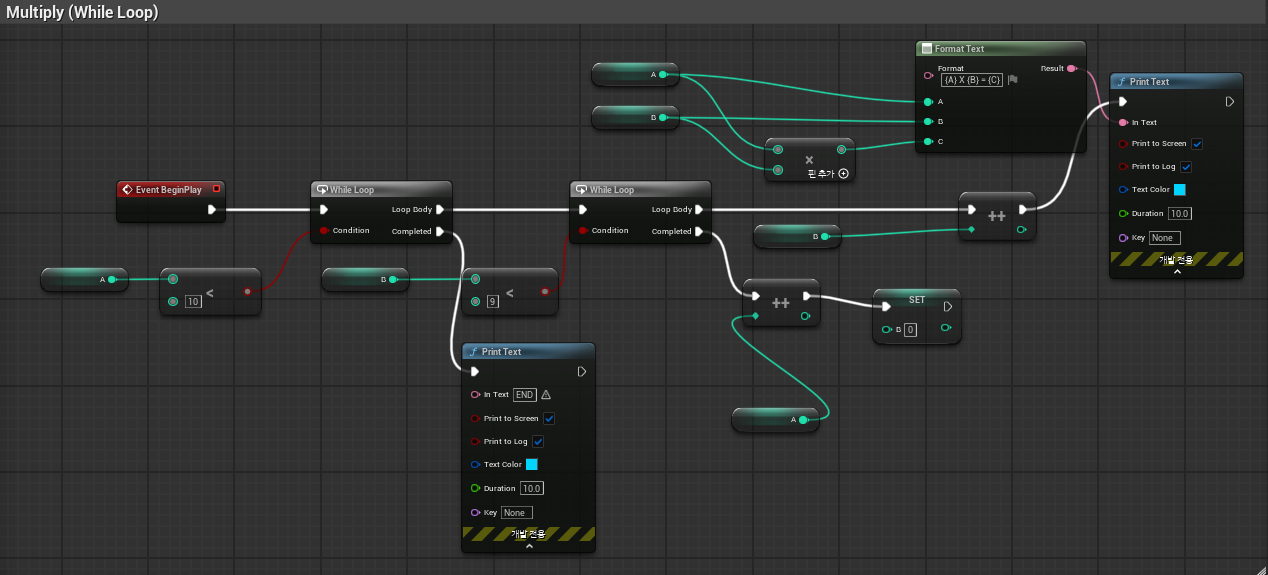 Multiply (While Loop)
A
B
Format Text
Format
{A} X {B} = {C}
Result
A
B
C
×
핀 추가
Print Text
In Text
Print to Screen
Print to Log
Text Color
Duration 10.0
Key None
개발 전용
Event BeginPlay
While Loop
Loop Body
Condition
Completed
While Loop
Loop Body
Condition
Completed
B
++
A
10
<
B
9
<
++
SET
B 0
A
Print Text
In Text END
Print to Screen
Print to Log
Text Color
Duration 10.0
Key None
개발 전용